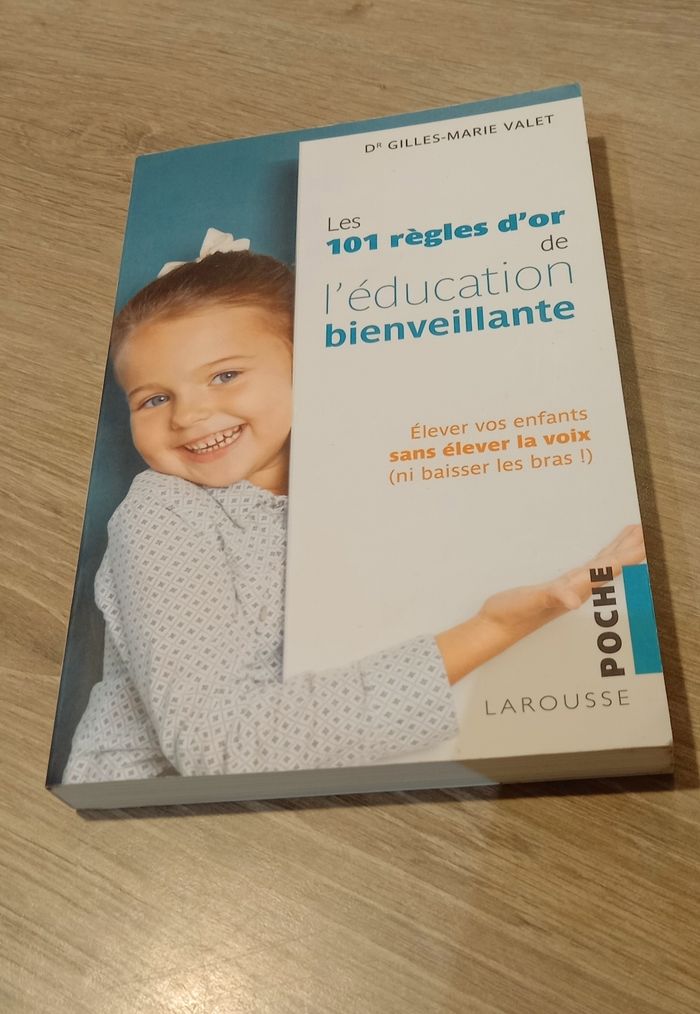 Dr GILLES-MARIE VALET
Les
101 règles d'or
de
l'éducation
bienveillante
Élever vos enfants
sans élever la voix
(ni baisser les bras !)
POCHE
LAROUSSE